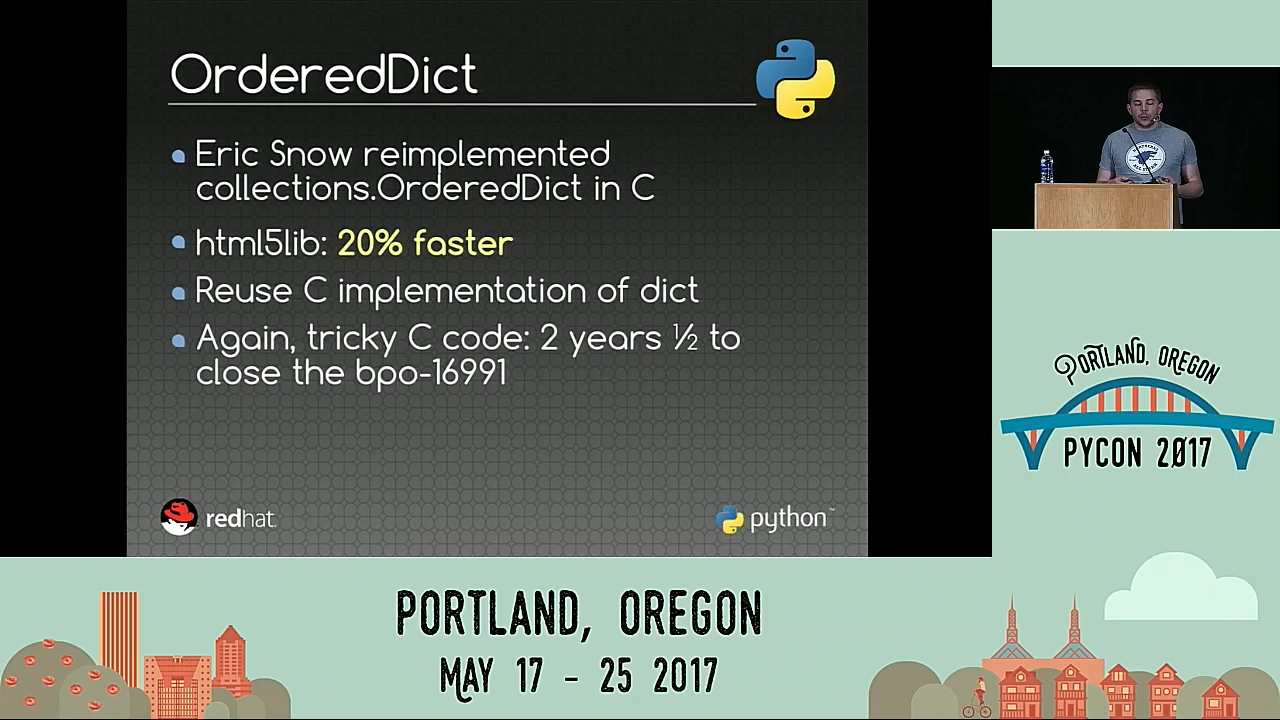 OrderedDict
Eric Snow reimplemented
collections.OrderedDict in C
html5lib: 20% faster
Reuse C implementation of dict
Again, tricky C code: 2 years ½ to
close the bpo-16991
redhat.
python™
PORTLAND, OREGON
PYCON 2017
PORTLAND, OREGON
MAY 17 - 25 2017